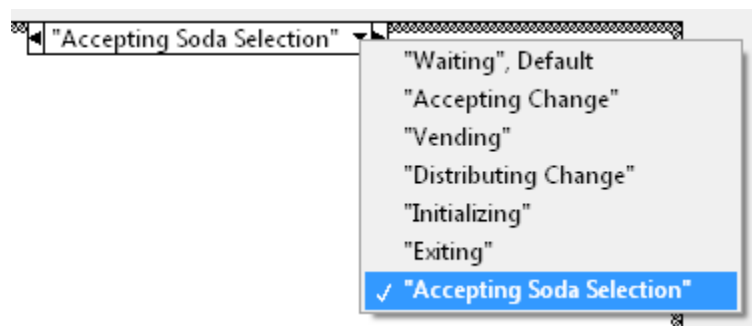 "Accepting Soda Selection"
"Waiting", Default
"Accepting Change"
"Vending"
"Distributing Change"
"Initializing"
"Exiting"
"Accepting Soda Selection"